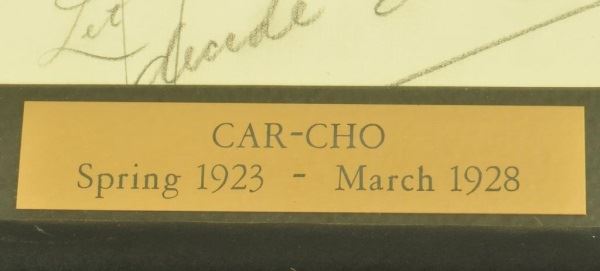 Let
decide
CAR-CHO
Spring 1923 - March 1928